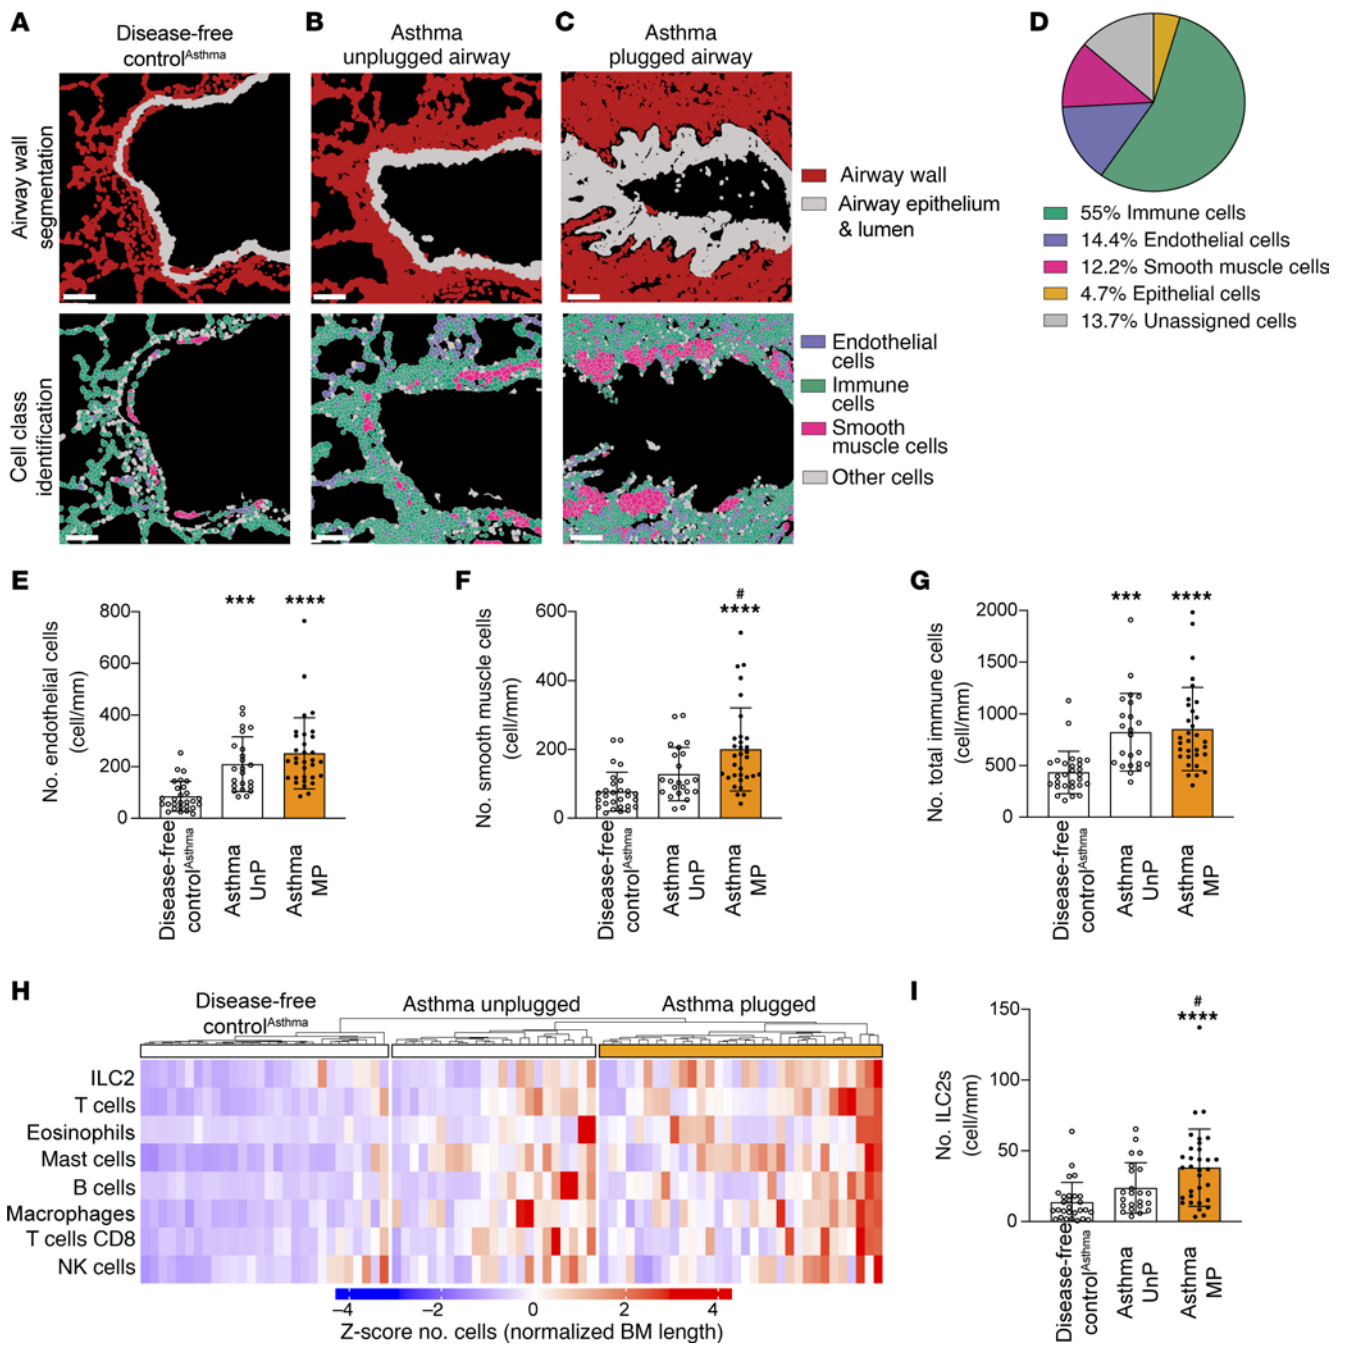 A
Disease-free
controlAsthma
B
Asthma
unplugged airway
C
Asthma
plugged airway
D
Airway wall
segmentation
Airway wall
Airway epithelium
& lumen
55% Immune cells
14.4% Endothelial cells
12.2% Smooth muscle cells
4.7% Epithelial cells
13.7% Unassigned cells
Cell class
identification
Endothelial
cells
Immune
cells
Smooth
muscle cells
Other cells
E
No. endothelial cells
(cell/mm)
800
600
400
200
0
***
****
Disease-free
controlAsthma
Asthma
UnP
Asthma
MP
F
No. smooth muscle cells
(cell/mm)
600
400
200
0
#
****
Disease-free
controlAsthma
Asthma
UnP
Asthma
MP
G
No. total immune cells
(cell/mm)
2000
1500
1000
500
0
***
****
Disease-free
controlAsthma
Asthma
UnP
Asthma
MP
H
Disease-free
controlAsthma
Asthma unplugged
Asthma plugged
ILC2
T cells
Eosinophils
Mast cells
B cells
Macrophages
T cells CD8
NK cells
−4 −2 0 2 4
Z-score no. cells (normalized BM length)
I
No. ILC2s
(cell/mm)
150
100
50
0
#
****
Disease-free
controlAsthma
Asthma
UnP
Asthma
MP